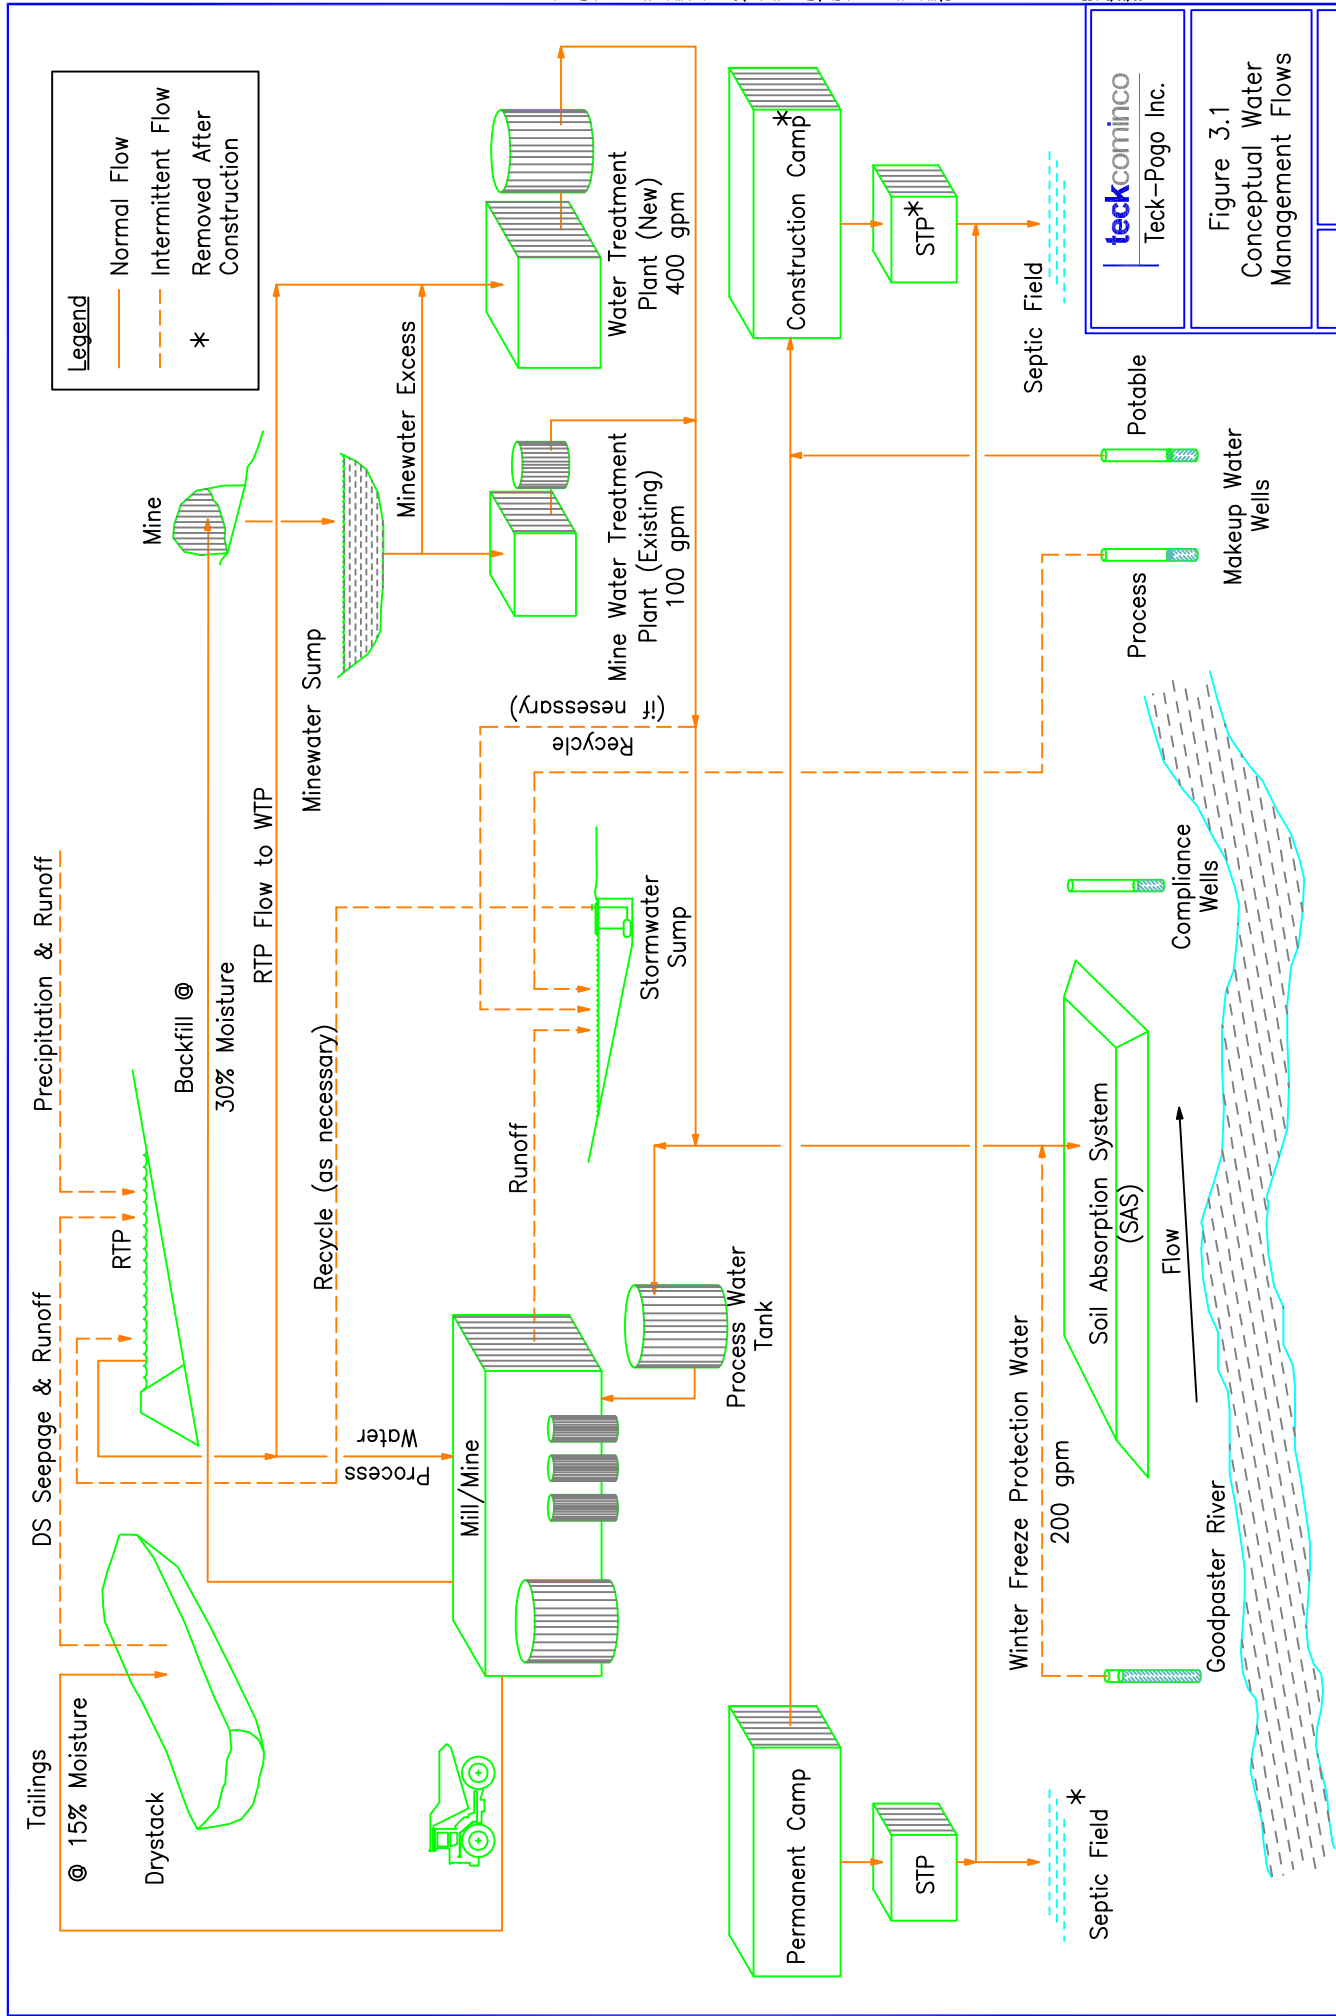 Tailings
@ 15% Moisture
Drystack
DS Seepage & Runoff
Precipitation & Runoff
RTP
Backfill @
30% Moisture
RTP Flow to WTP
Recycle (as necessary)
Process
Water
Mill/Mine
Runoff
Stormwater
Sump
Recycle
(if nesessary)
Process Water
Tank
Mine
Minewater Sump
Minewater Excess
Mine Water Treatment
Plant (Existing)
100 gpm
Water Treatment
Plant (New)
400 gpm
Legend
Normal Flow
Intermittent Flow
* Removed After
Construction
Permanent Camp
STP
Septic Field *
Construction Camp *
STP*
Septic Field
Winter Freeze Protection Water
200 gpm
Soil Absorption System
(SAS)
Flow
Goodpaster River
Compliance
Wells
Process
Potable
Makeup Water
Wells
teckcominco
Teck-Pogo Inc.
Figure 3.1
Conceptual Water
Management Flows